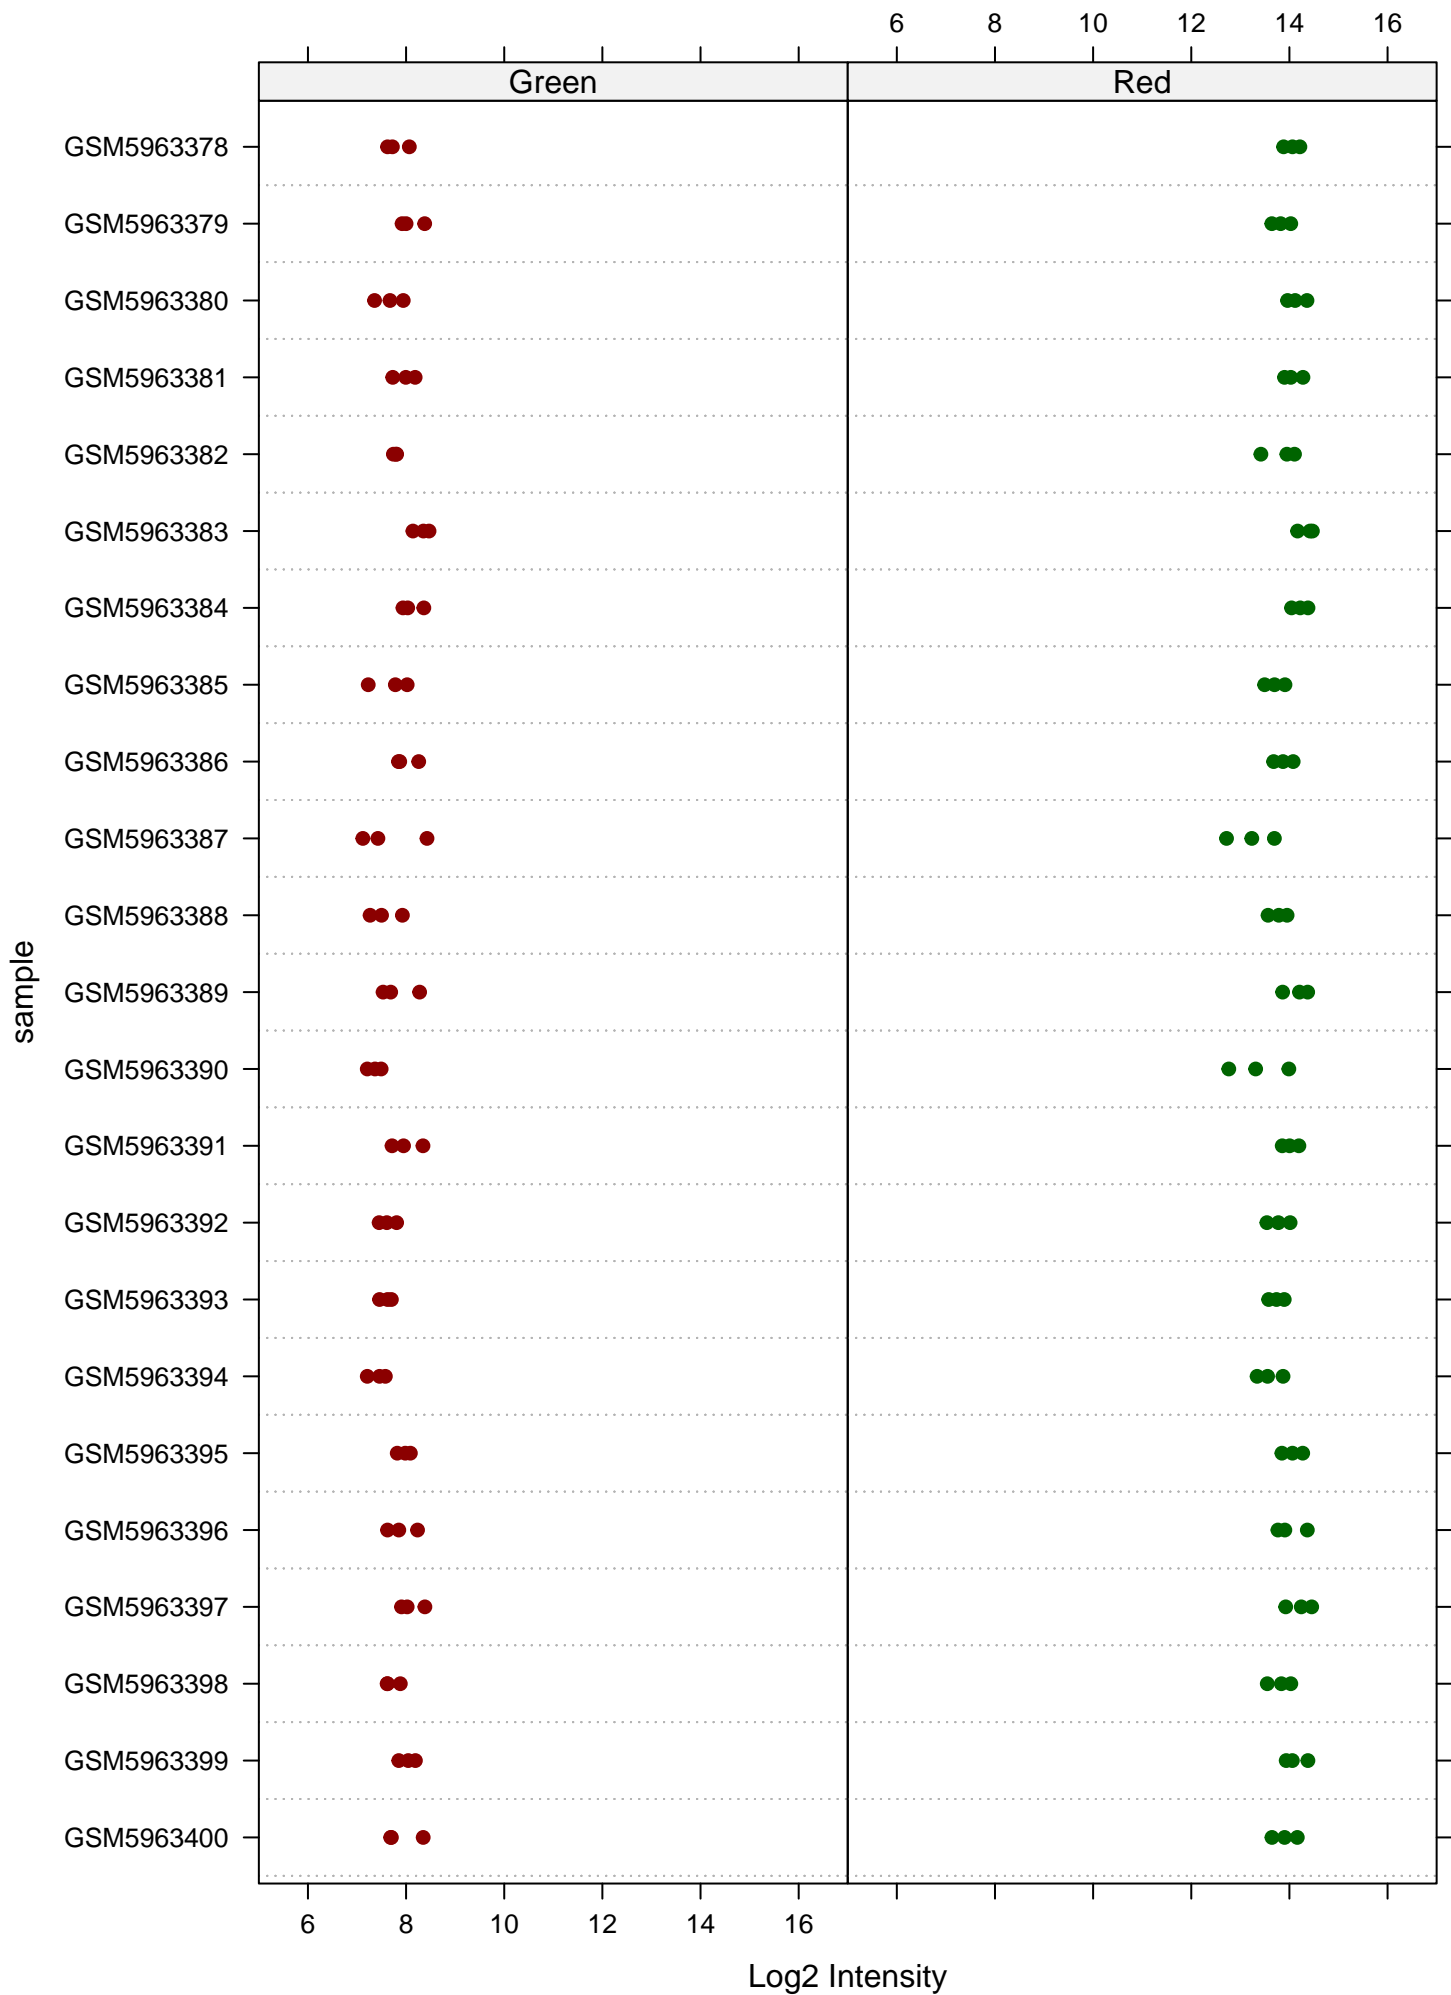 6 8 10 12 14 16
Green Red
GSM5963378
GSM5963379
GSM5963380
GSM5963381
GSM5963382
GSM5963383
GSM5963384
GSM5963385
GSM5963386
GSM5963387
GSM5963388
GSM5963389
GSM5963390
GSM5963391
GSM5963392
GSM5963393
GSM5963394
GSM5963395
GSM5963396
GSM5963397
GSM5963398
GSM5963399
GSM5963400
sample
6 8 10 12 14 16
Log2 Intensity